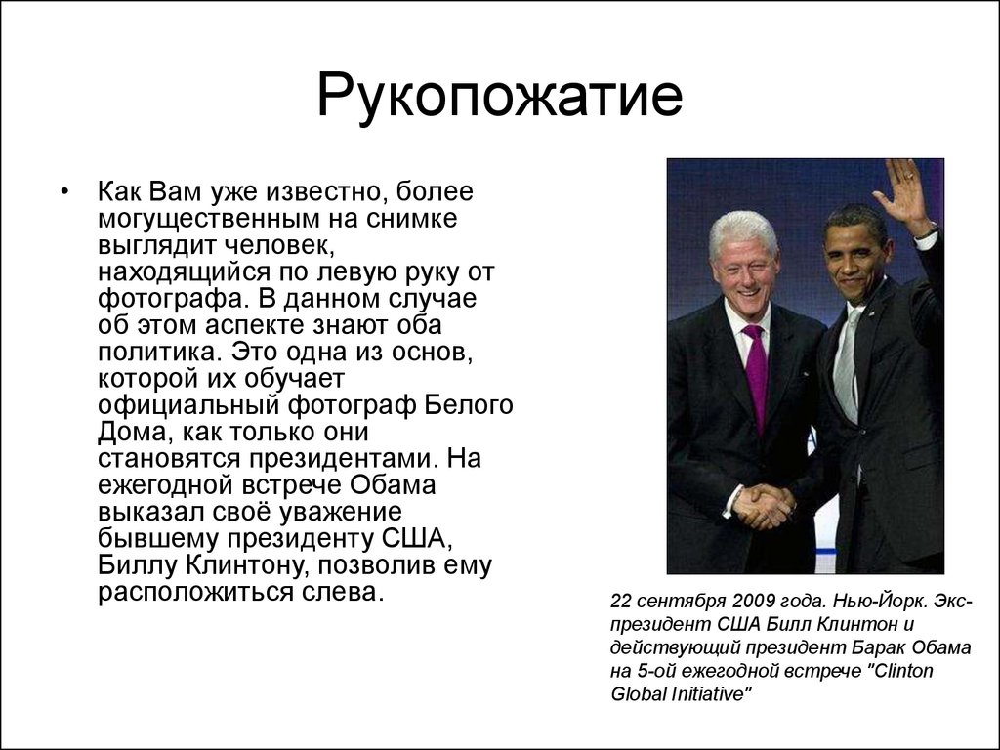 Рукопожатие
• Как Вам уже известно, более
могущественным на снимке
выглядит человек,
находящийся по левую руку от
фотографа. В данном случае
об этом аспекте знают оба
политика. Это одна из основ,
которой их обучает
официальный фотограф Белого
Дома, как только они
становятся президентами. На
ежегодной встрече Обама
выказал своё уважение
бывшему президенту США,
Биллу Клинтону, позволив ему
расположиться слева.
22 сентября 2009 года. Нью-Йорк. Экс-
президент США Билл Клинтон и
действующий президент Барак Обама
на 5-ой ежегодной встрече "Clinton
Global Initiative"